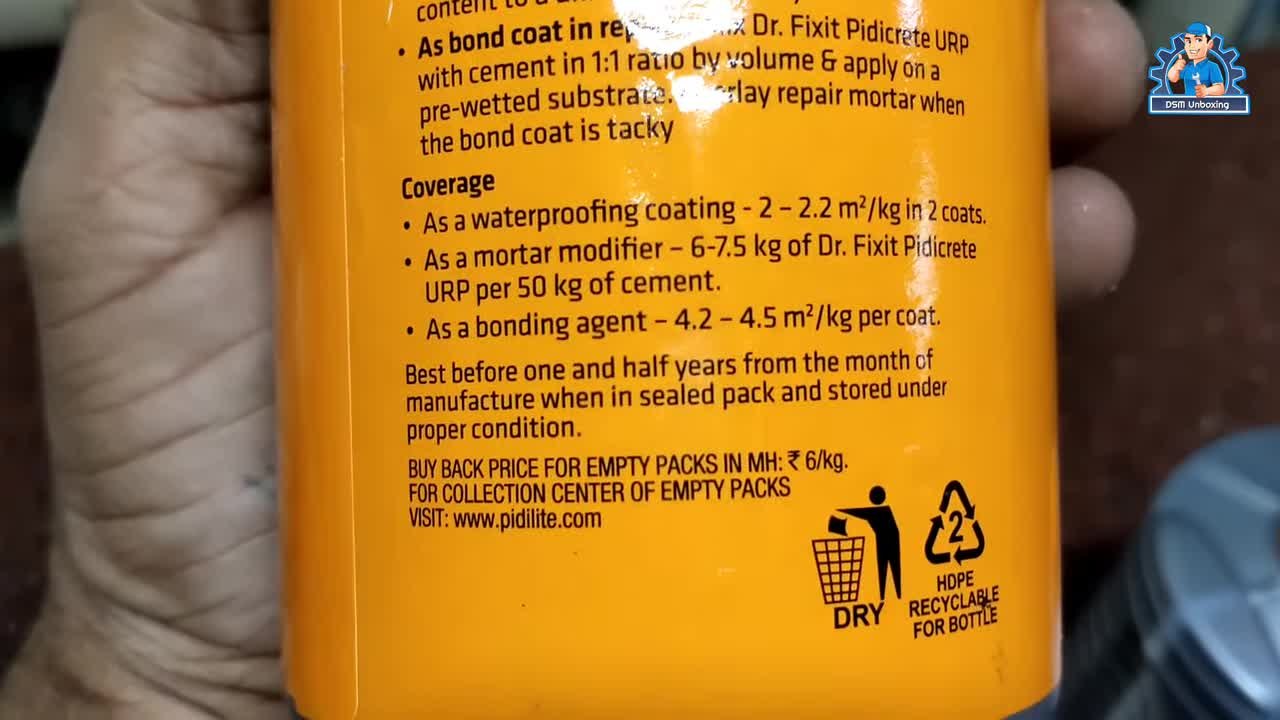 content to a
• As bond coat in Dr. Fixit Pidicrete URP
with cement in 1:1 ratio by volume & apply on a
pre-wetted substrate. repair mortar when
the bond coat is tacky
Coverage
• As a waterproofing coating - 2 – 2.2 m²/kg in 2 coats.
• As a mortar modifier – 6-7.5 kg of Dr. Fixit Pidicrete
URP per 50 kg of cement.
• As a bonding agent – 4.2 – 4.5 m²/kg per coat.
Best before one and half years from the month of
manufacture when in sealed pack and stored under
proper condition.
BUY BACK PRICE FOR EMPTY PACKS IN MH: ₹ 6/kg.
FOR COLLECTION CENTER OF EMPTY PACKS
VISIT: www.pidilite.com
2
DRY
HDPE
RECYCLABLE
FOR BOTTLE
DSM Unboxing